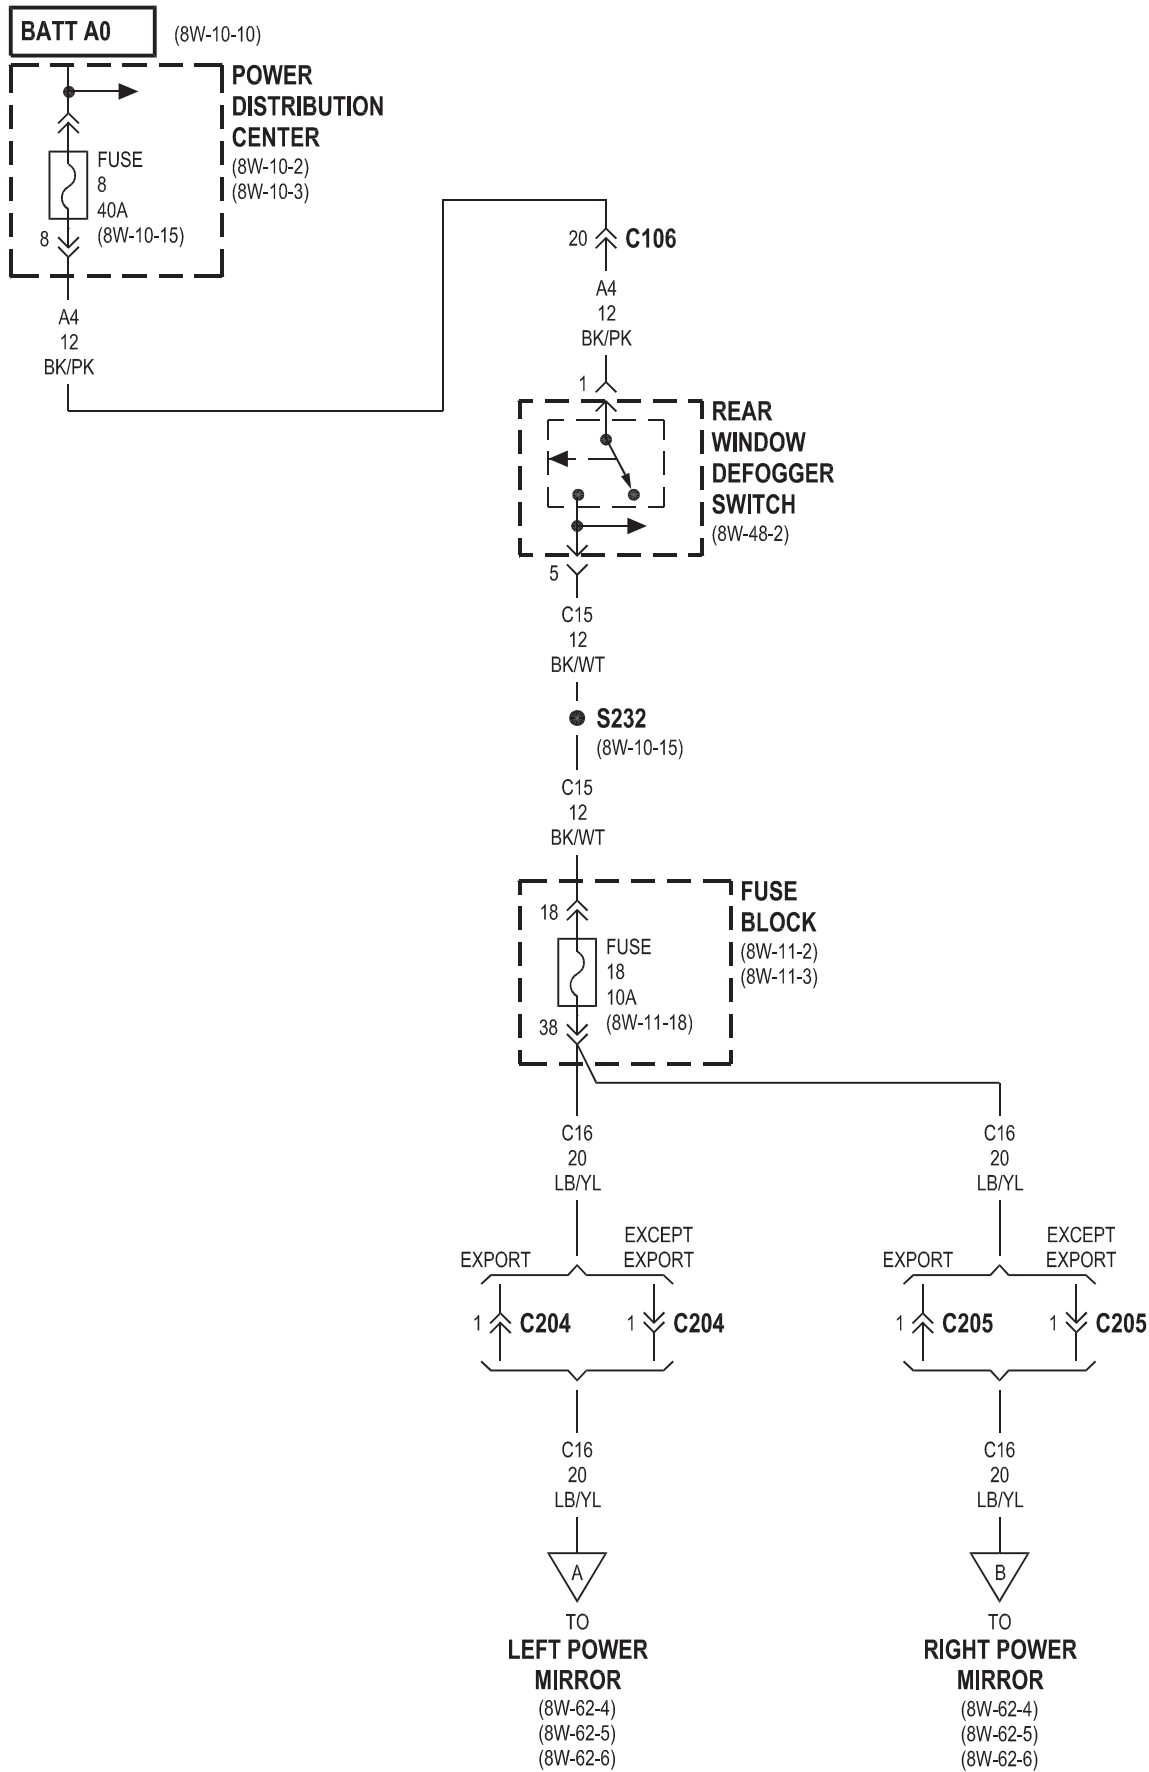 BATT A0
(8W-10-10)
POWER
DISTRIBUTION
CENTER
(8W-10-2)
(8W-10-3)
FUSE
8
40A
(8W-10-15)
8
A4
12
BK/PK
20
C106
A4
12
BK/PK
1
REAR
WINDOW
DEFOGGER
SWITCH
(8W-48-2)
5
C15
12
BK/WT
S232
(8W-10-15)
C15
12
BK/WT
FUSE
BLOCK
(8W-11-2)
(8W-11-3)
18
FUSE
18
10A
(8W-11-18)
38
C16
20
LB/YL
C16
20
LB/YL
EXPORT
EXCEPT
EXPORT
EXPORT
EXCEPT
EXPORT
1
C204
1
C204
1
C205
1
C205
C16
20
LB/YL
C16
20
LB/YL
A
TO
LEFT POWER
MIRROR
(8W-62-4)
(8W-62-5)
(8W-62-6)
B
TO
RIGHT POWER
MIRROR
(8W-62-4)
(8W-62-5)
(8W-62-6)